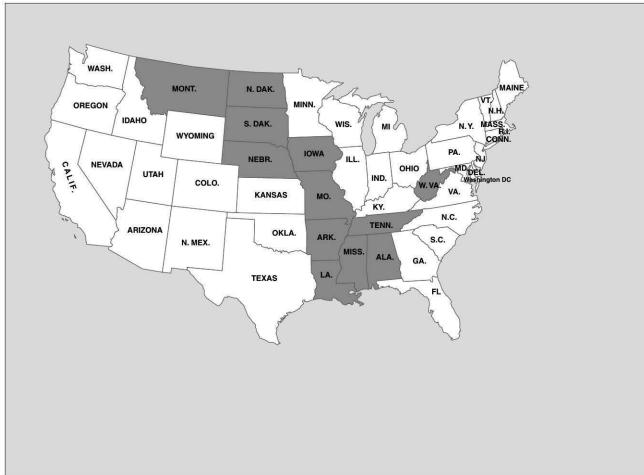 WASH.
MONT.
N. DAK.
MINN.
MAINE
VT.
N.H.
OREGON
IDAHO
S. DAK.
WIS.
MI
N. Y.
MASS.
R.I.
CONN.
WYOMING
NEBR.
IOWA
PA.
NJ
NEVADA
UTAH
COLO.
ILL.
IND.
OHIO
MD.
DEL.
Washington DC
CALIF.
KANSAS
MO.
KY.
W. VA.
VA.
ARIZONA
N. MEX.
OKLA.
ARK.
TENN.
N.C.
TEXAS
LA.
MISS.
ALA.
GA.
S.C.
FL